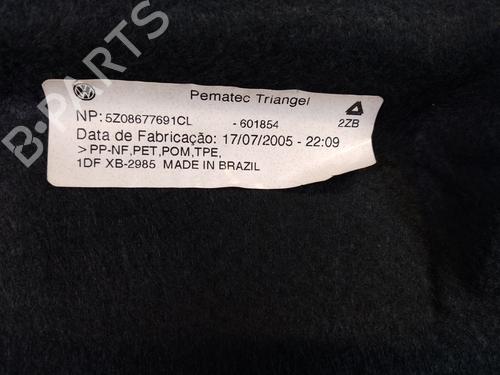 Pematec Triangel
NP: 5Z08677691CL - 601854 2ZB
Data de Fabricação: 17/07/2005 - 22:09
>PP-NF,PET,POM,TPE,
1DF XB-2985 MADE IN BRAZIL
B-PARTS